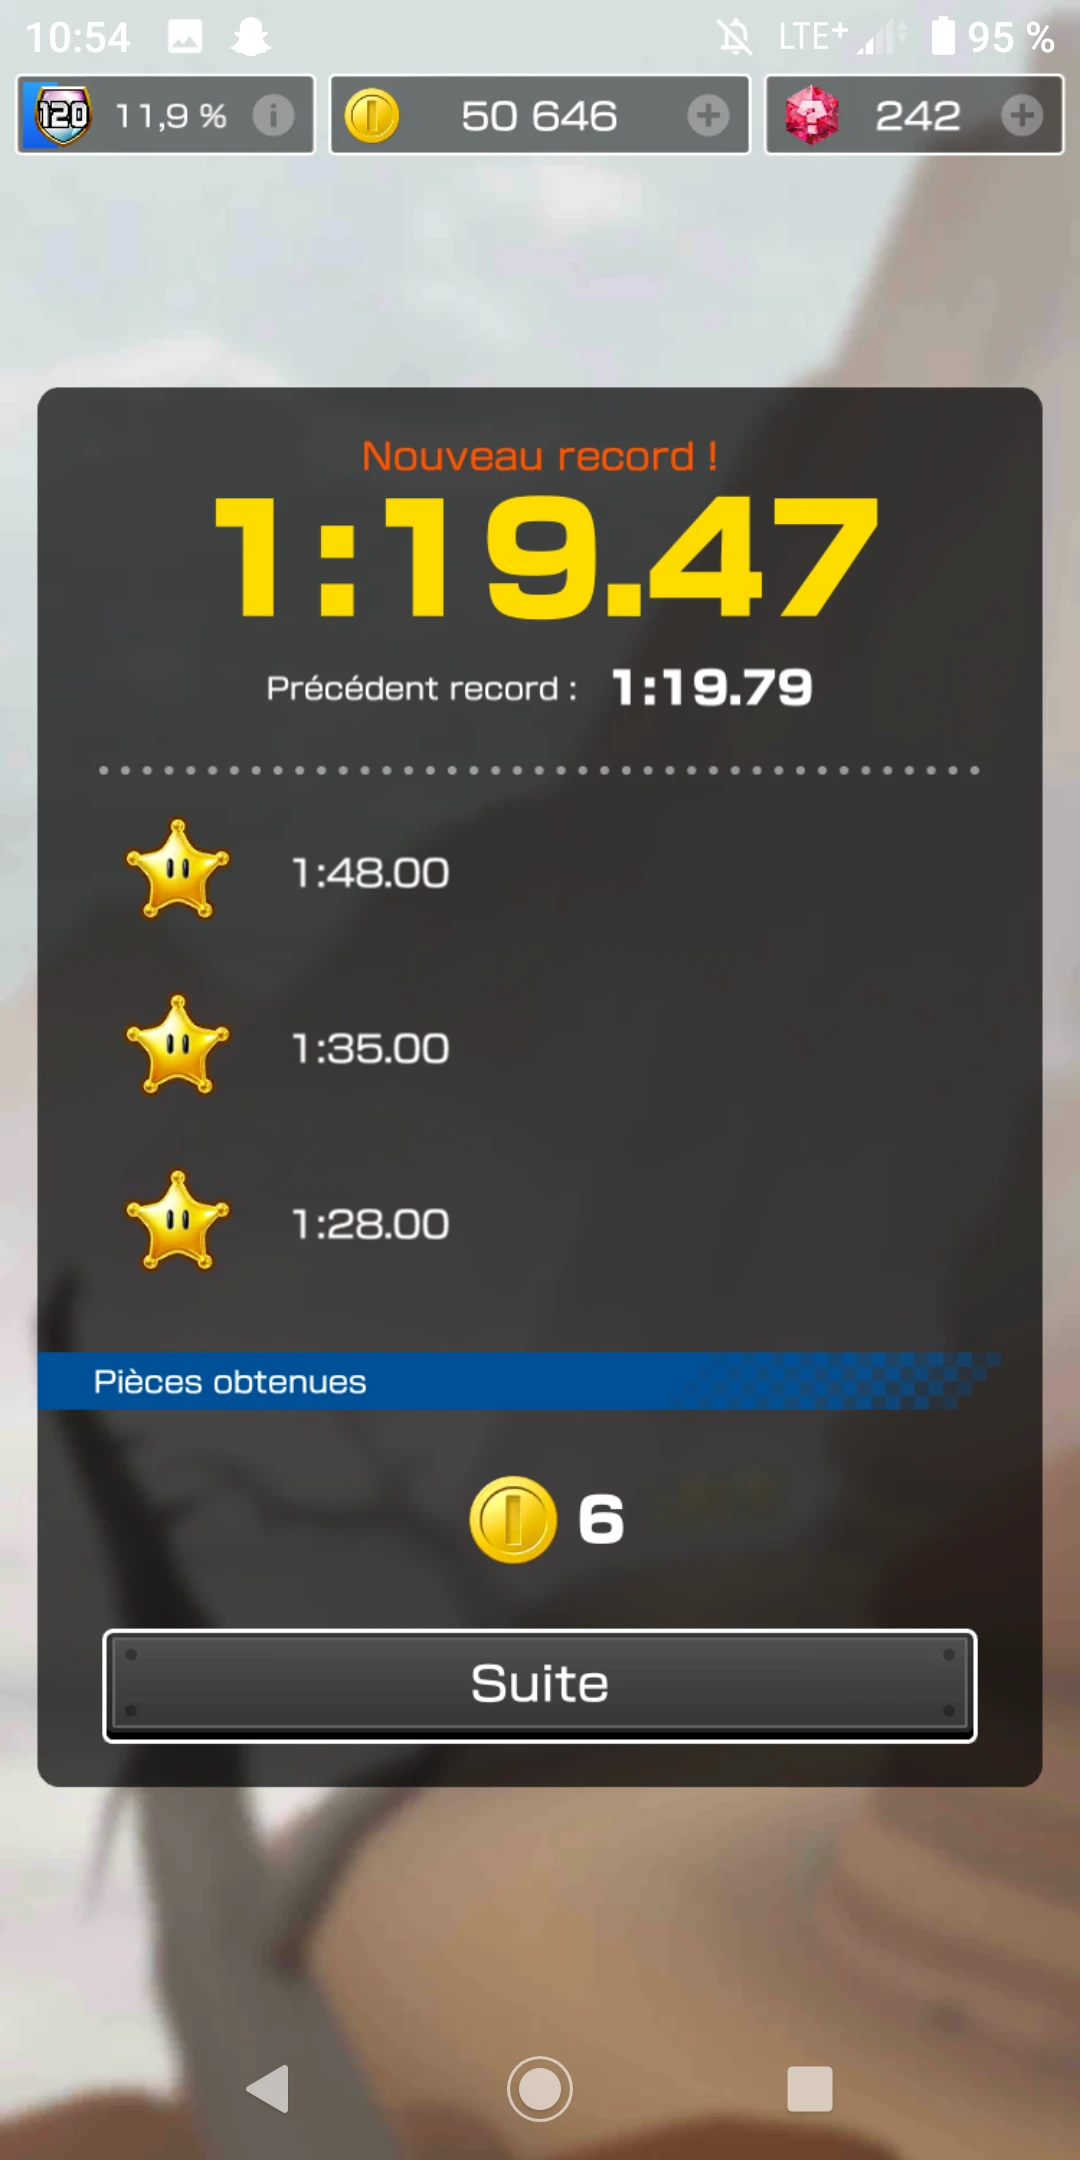 10:54 LTE+ 95 %
120 11,9 % i 50 646 + 242 +
Nouveau record !
1:19.47
Précédent record : 1:19.79
1:48.00
1:35.00
1:28.00
Pièces obtenues
6
Suite